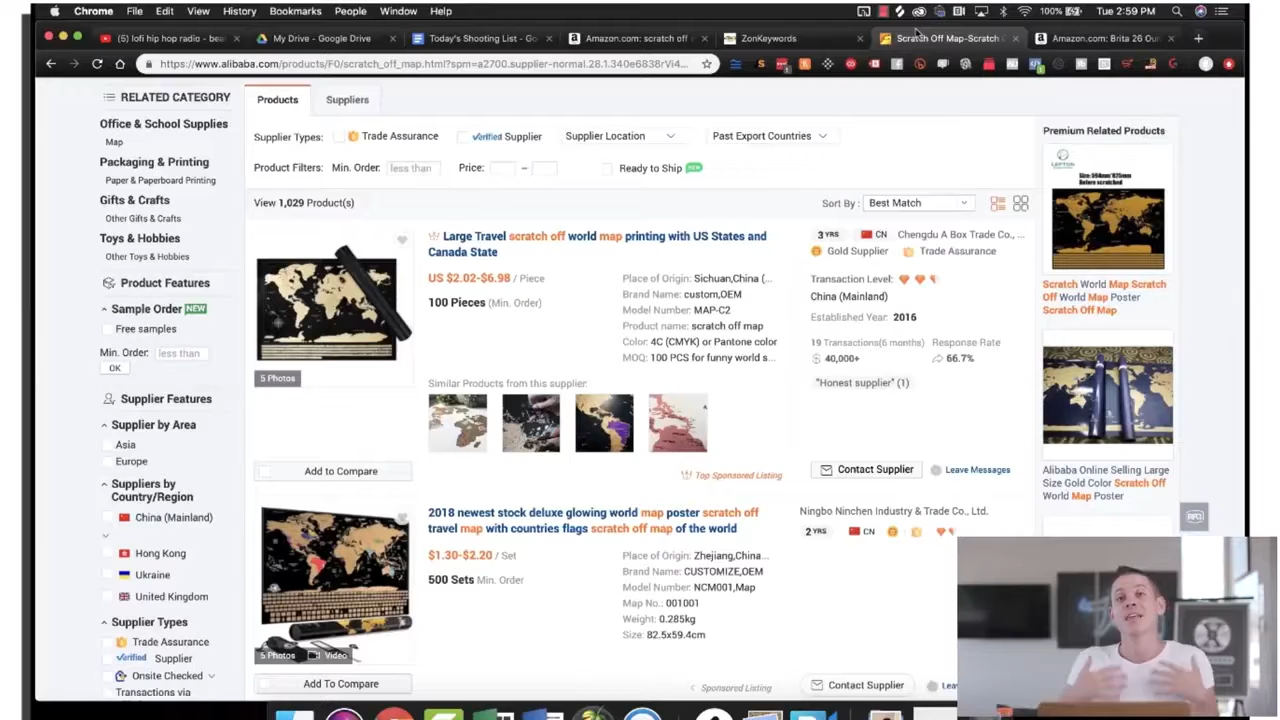 Chrome File Edit View History Bookmarks People Window Help 100% Tue 2:59 PM
(5) lofi hip hop radio - bea
My Drive - Google Drive
Today's Shooting List - Go
Amazon.com: scratch off
ZonKeywords
Scratch Off Map-Scratch
Amazon.com: Brita 26 Oun
https://www.alibaba.com/products/F0/scratch_off_map.html?spm=a2700.supplier-normal.28.1.340e6838rVi4...
RELATED CATEGORY
Office & School Supplies
Map
Packaging & Printing
Paper & Paperboard Printing
Gifts & Crafts
Other Gifts & Crafts
Toys & Hobbies
Other Toys & Hobbies
Product Features
Sample Order NEW
Free samples
Min. Order: less than
OK
Supplier Features
Supplier by Area
Asia
Europe
Suppliers by
Country/Region
China (Mainland)
Hong Kong
Ukraine
United Kingdom
Supplier Types
Trade Assurance
Verified Supplier
Onsite Checked
Transactions via
Products Suppliers
Supplier Types: Trade Assurance Verified Supplier Supplier Location Past Export Countries
Product Filters: Min. Order: less than Price: – Ready to Ship NEW
View 1,029 Product(s)
Sort By : Best Match
Large Travel scratch off world map printing with US States and
Canada State
US $2.02-$6.98 / Piece
100 Pieces (Min. Order)
Place of Origin: Sichuan,China (...
Brand Name: custom,OEM
Model Number: MAP-C2
Product name: scratch off map
Color: 4C (CMYK) or Pantone color
MOQ: 100 PCS for funny world s...
5 Photos
Similar Products from this supplier:
Add to Compare
Top Sponsored Listing
3 YRS CN Chengdu A Box Trade Co., ...
Gold Supplier Trade Assurance
Transaction Level:
China (Mainland)
Established Year: 2016
19 Transactions(6 months) Response Rate
40,000+ 66.7%
"Honest supplier" (1)
Contact Supplier Leave Messages
2018 newest stock deluxe glowing world map poster scratch off
travel map with countries flags scratch off map of the world
$1.30-$2.20 / Set
500 Sets Min. Order
Place of Origin: Zhejiang,China...
Brand Name: CUSTOMIZE,OEM
Model Number: NCM001,Map
Map No.: 001001
Weight: 0.285kg
Size: 82.5x59.4cm
5 Photos Video
Add To Compare
Sponsored Listing
Ningbo Ninchen Industry & Trade Co., Ltd.
2 YRS CN
Contact Supplier
Premium Related Products
LEPTON
Size:594mm*825mm
Before scratched
Scratch World Map Scratch
Off World Map Poster
Scratch Off Map
Alibaba Online Selling Large
Size Gold Color Scratch Off
World Map Poster
RFQ